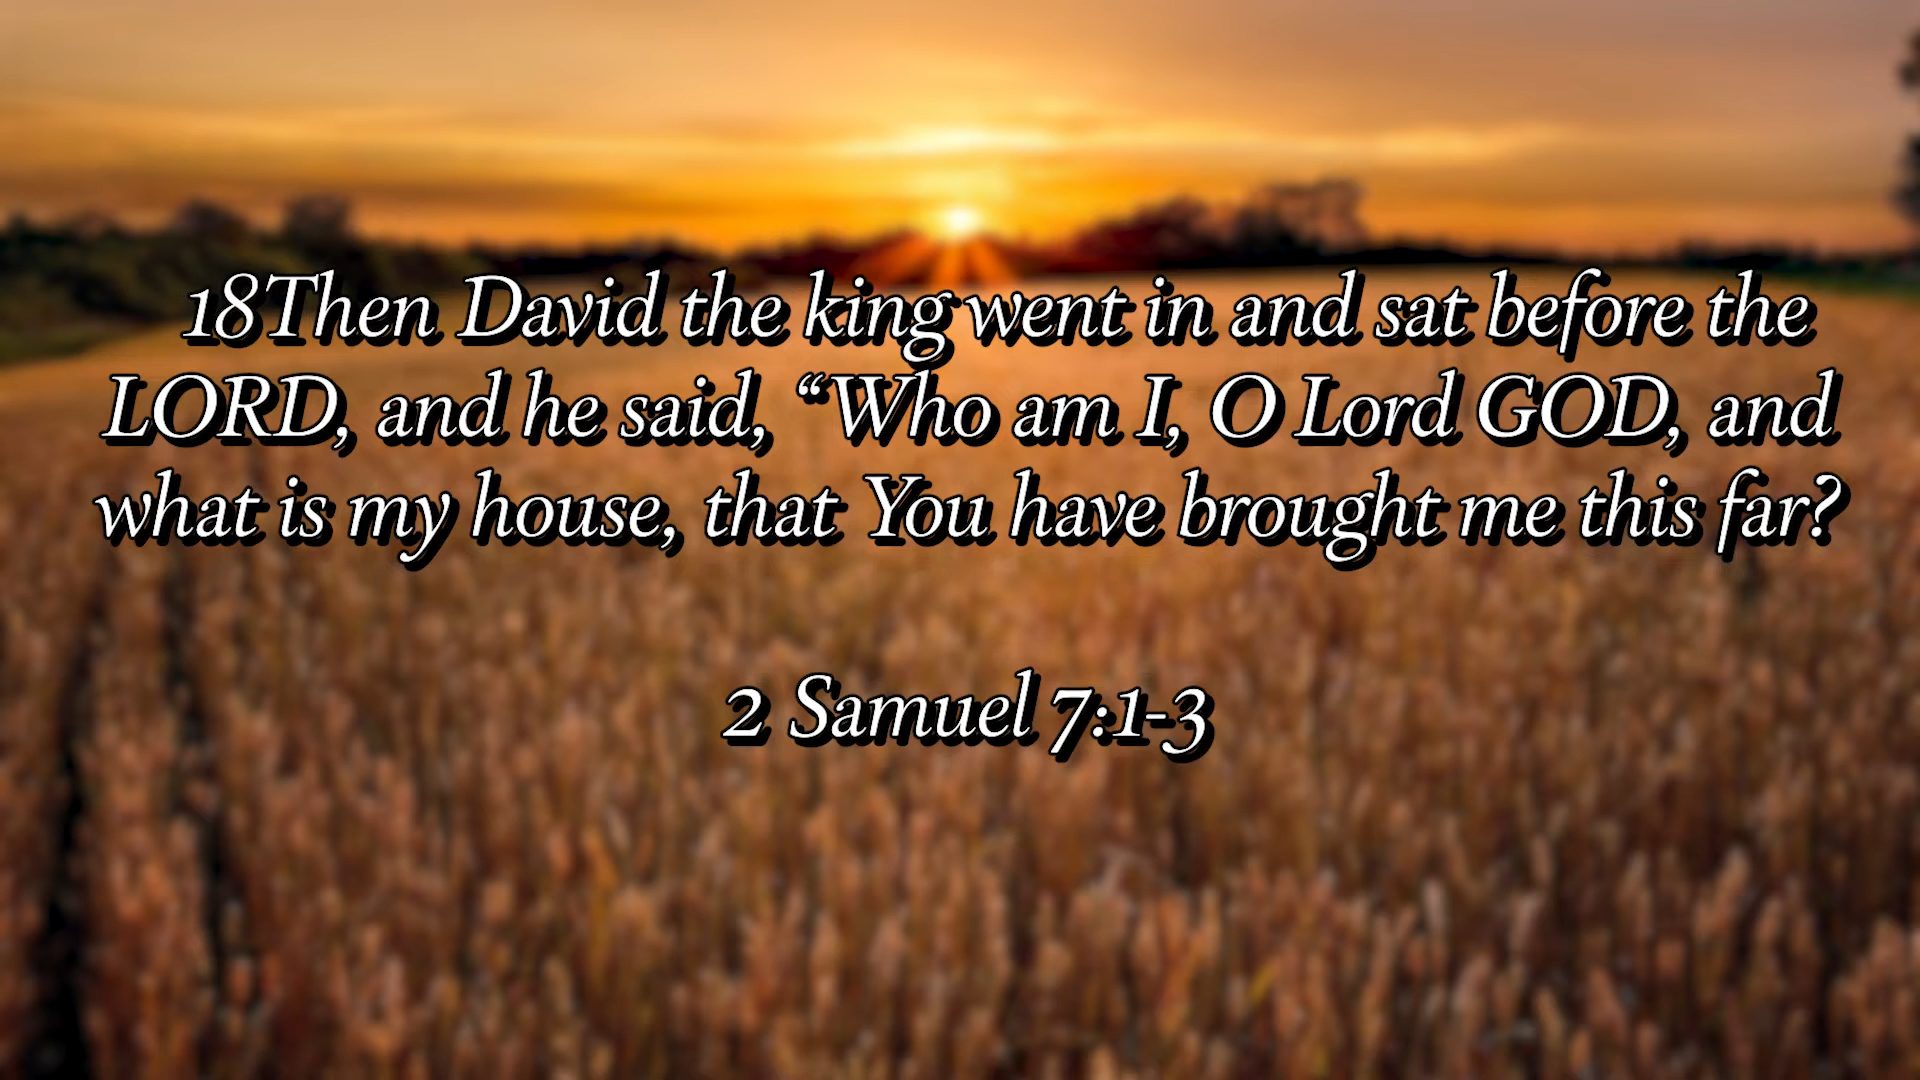 18Then David the king went in and sat before the
LORD, and he said, “Who am I, O Lord GOD, and
what is my house, that You have brought me this far?
2 Samuel 7:1-3